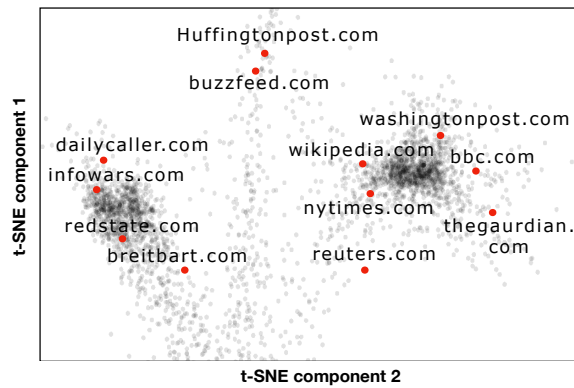 Huffingtonpost.com
buzzfeed.com
washingtonpost.com
dailycaller.com
wikipedia.com
bbc.com
infowars.com
nytimes.com
redstate.com
thegaurdian.
com
breitbart.com
reuters.com
t-SNE component 1
t-SNE component 2